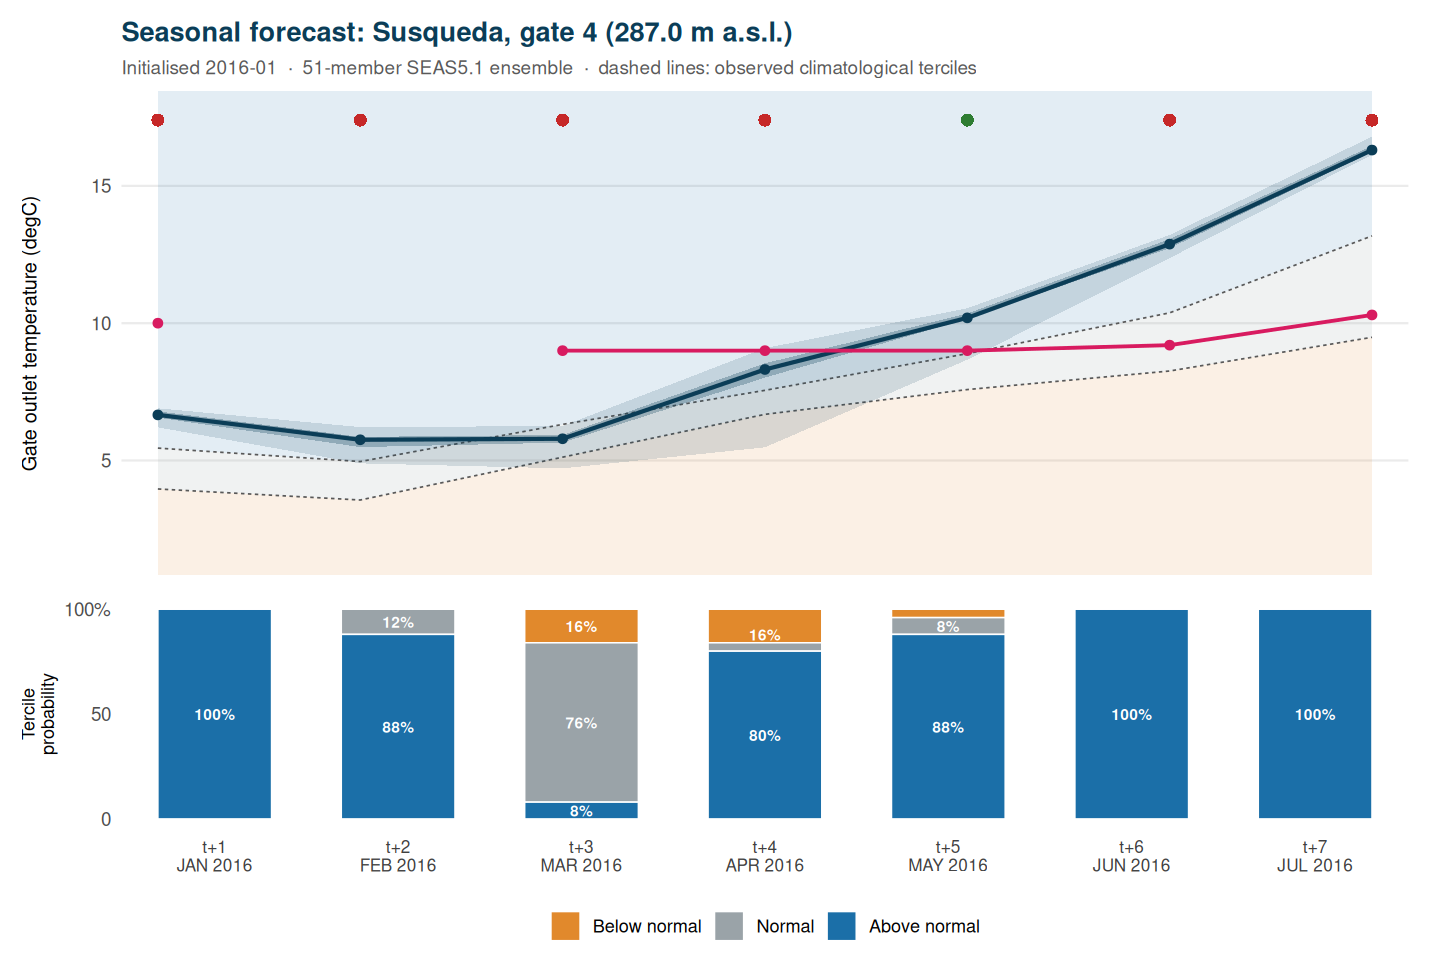 Seasonal forecast: Susqueda, gate 4 (287.0 m a.s.l.)
Initialised 2016-01 · 51-member SEAS5.1 ensemble · dashed lines: observed climatological terciles
Gate outlet temperature (degC)
15
10
5
Tercile
probability
100%
50
0
100%
12%
88%
16%
76%
8%
16%
80%
8%
88%
100%
100%
t+1
JAN 2016
t+2
FEB 2016
t+3
MAR 2016
t+4
APR 2016
t+5
MAY 2016
t+6
JUN 2016
t+7
JUL 2016
Below normal
Normal
Above normal